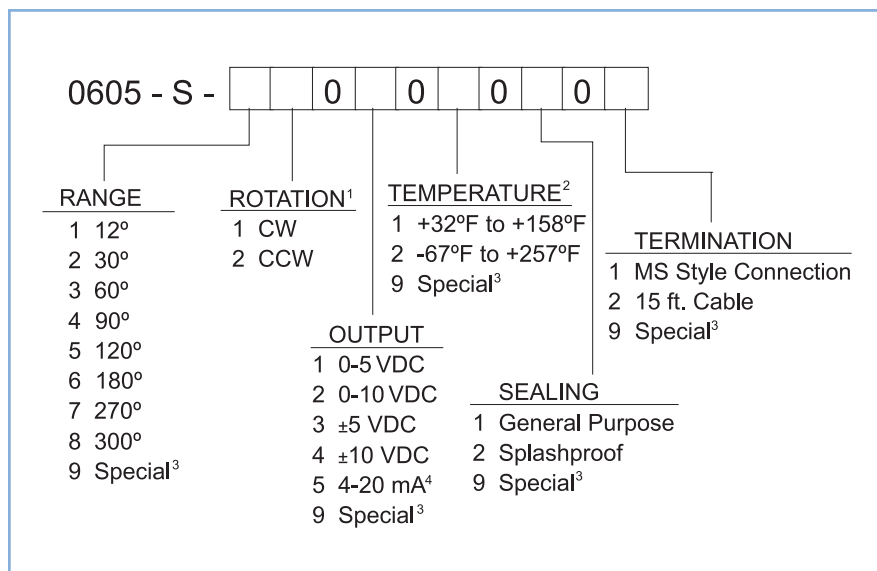 0605 - S - 0 0 0 0
RANGE
1 12º
2 30º
3 60º
4 90º
5 120º
6 180º
7 270º
8 300º
9 Special³
ROTATION¹
1 CW
2 CCW
OUTPUT
1 0-5 VDC
2 0-10 VDC
3 ±5 VDC
4 ±10 VDC
5 4-20 mA⁴
9 Special³
TEMPERATURE²
1 +32ºF to +158ºF
2 -67ºF to +257ºF
9 Special³
SEALING
1 General Purpose
2 Splashproof
9 Special³
TERMINATION
1 MS Style Connection
2 15 ft. Cable
9 Special³